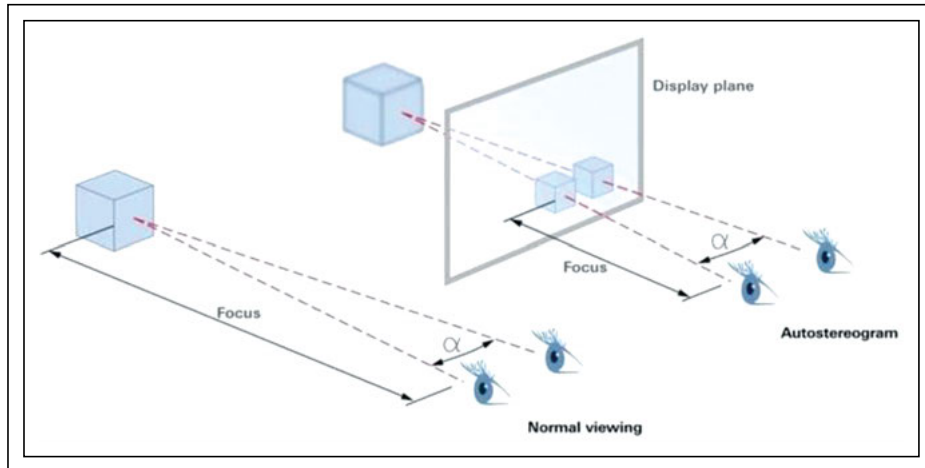 Display plane
α
Focus
Autostereogram
Focus
α
Normal viewing